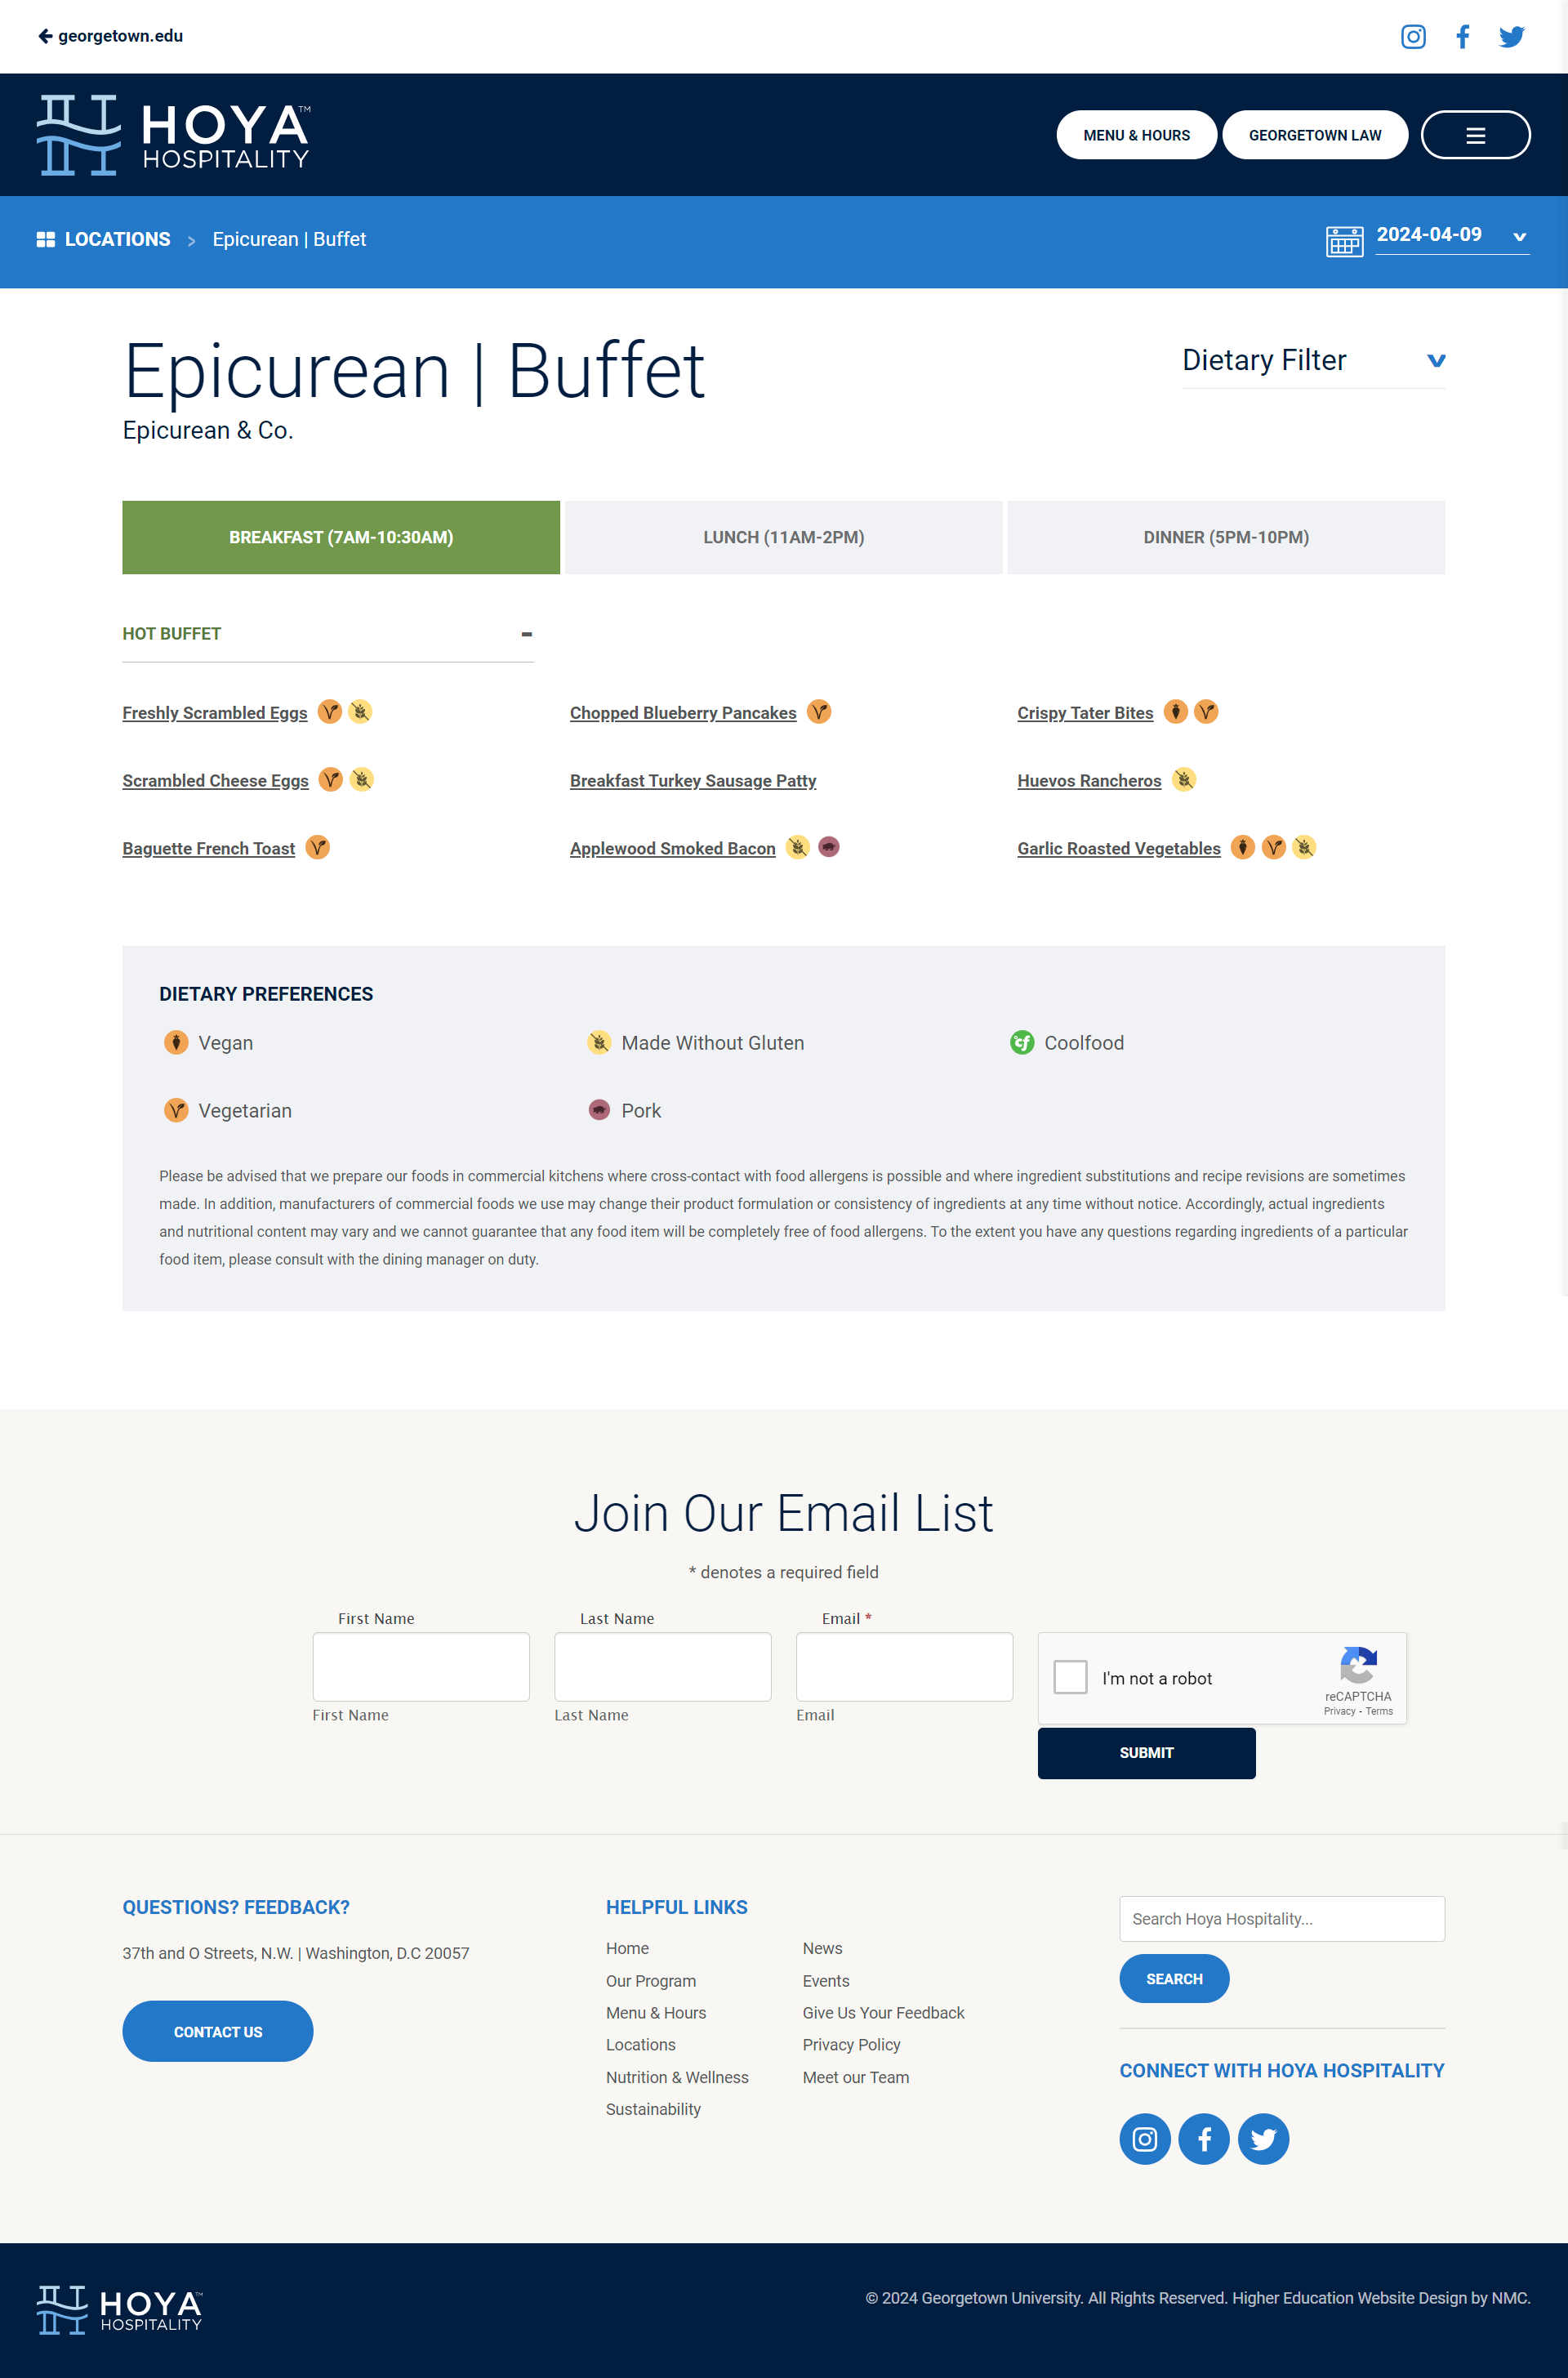 georgetown.edu
HOYA™
HOSPITALITY
MENU & HOURS
GEORGETOWN LAW
LOCATIONS > Epicurean | Buffet
2024-04-09
Epicurean | Buffet
Dietary Filter
Epicurean & Co.
BREAKFAST (7AM-10:30AM)
LUNCH (11AM-2PM)
DINNER (5PM-10PM)
HOT BUFFET
Freshly Scrambled Eggs
Chopped Blueberry Pancakes
Crispy Tater Bites
Scrambled Cheese Eggs
Breakfast Turkey Sausage Patty
Huevos Rancheros
Baguette French Toast
Applewood Smoked Bacon
Garlic Roasted Vegetables
DIETARY PREFERENCES
Vegan
Made Without Gluten
cf
Coolfood
Vegetarian
Pork
Please be advised that we prepare our foods in commercial kitchens where cross-contact with food allergens is possible and where ingredient substitutions and recipe revisions are sometimes
made. In addition, manufacturers of commercial foods we use may change their product formulation or consistency of ingredients at any time without notice. Accordingly, actual ingredients
and nutritional content may vary and we cannot guarantee that any food item will be completely free of food allergens. To the extent you have any questions regarding ingredients of a particular
food item, please consult with the dining manager on duty.
Join Our Email List
* denotes a required field
First Name
Last Name
Email *
I'm not a robot
reCAPTCHA
Privacy - Terms
First Name
Last Name
Email
SUBMIT
QUESTIONS? FEEDBACK?
37th and O Streets, N.W. | Washington, D.C 20057
CONTACT US
HELPFUL LINKS
Home
Our Program
Menu & Hours
Locations
Nutrition & Wellness
Sustainability
News
Events
Give Us Your Feedback
Privacy Policy
Meet our Team
Search Hoya Hospitality...
SEARCH
CONNECT WITH HOYA HOSPITALITY
HOYA™
HOSPITALITY
© 2024 Georgetown University. All Rights Reserved. Higher Education Website Design by NMC.